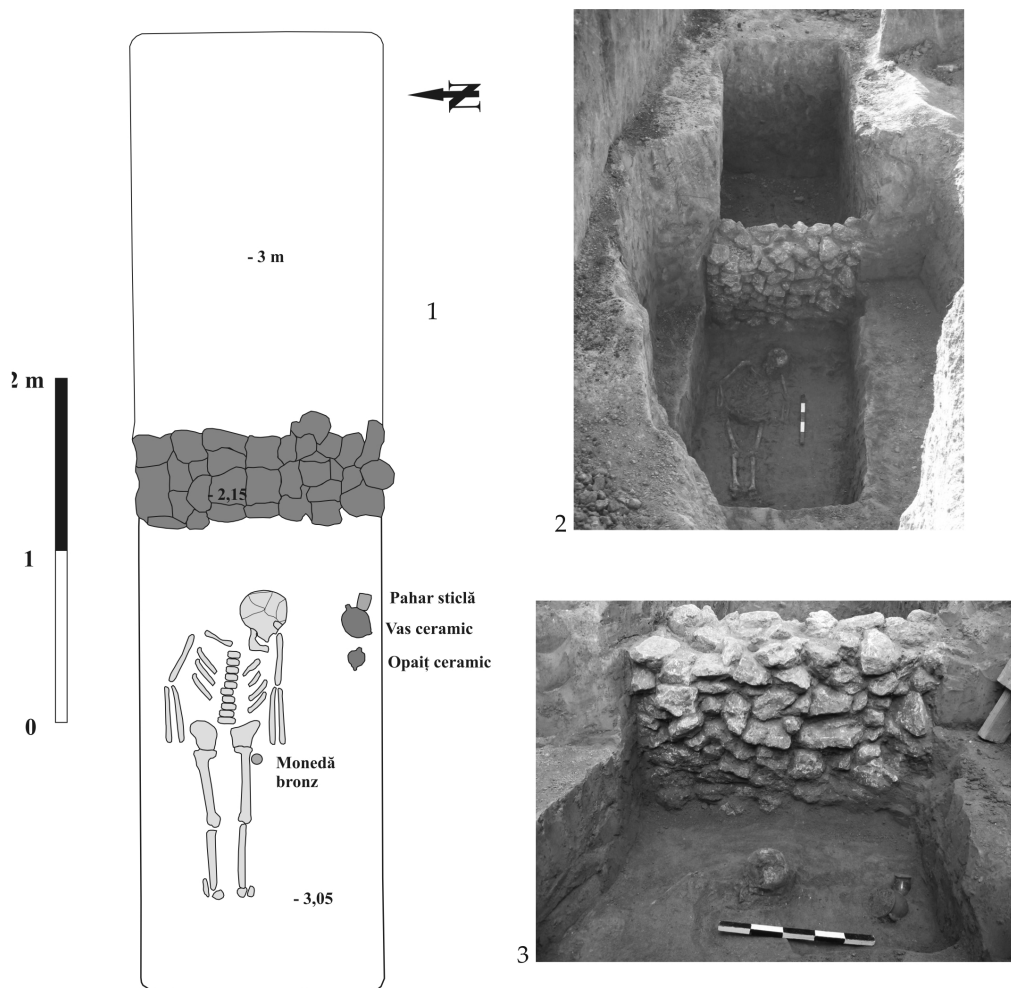 N
- 3 m
1
2 m
- 2,15
1
Pahar sticlă
Vas ceramic
Opaiț ceramic
0
Monedă
bronz
- 3,05
2
3